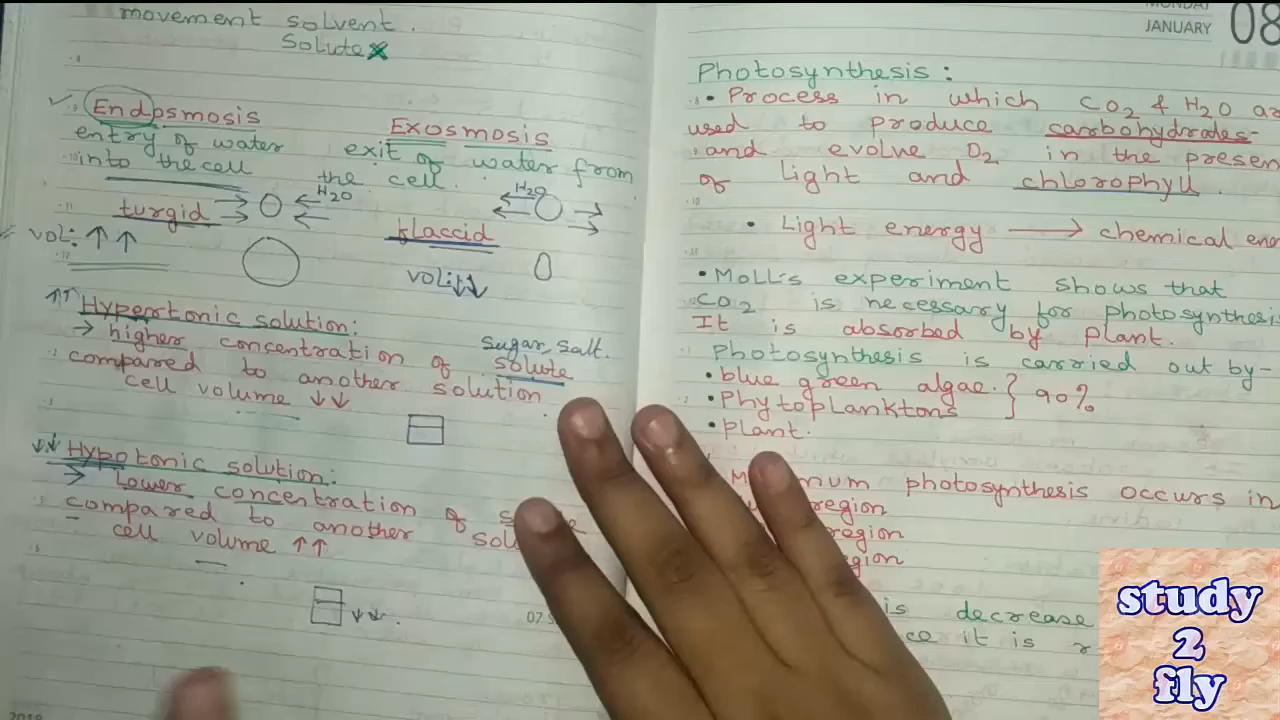 movement solvent.
Solute
Endosmosis
entry of water
into the cell
H2O
turgid
vol: ↑↑
Exosmosis
exit of water from
the cell.
H2O
flaccid
vol: ↓↓
↑↑ Hypertonic solution:
→ higher concentration of solute
sugar, salt.
compared to another solution
cell volume ↓↓
↓↓ Hypotonic solution:
→ Lower concentration of
compared to another
cell volume ↑↑
↓↓.
07
MONDAY
JANUARY 08
Photosynthesis:
• Process in which CO2 & H2O
used to produce carbohydrates
and evolve O2 in the
of Light and chlorophyll.
• Light energy → chemical
• Moll's experiment shows that
CO2 is necessary for photosynthesis
It is absorbed by plant.
Photosynthesis is carried out by-
• blue green algae. } 90%
• Phytoplanktons
• plant.
photosynthesis occurs in
region
region
is decrease
it is
study
2
fly